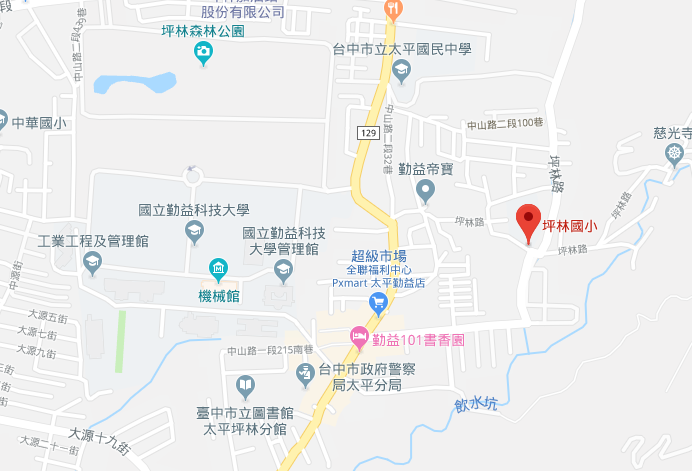 股份有限公司
坪林森林公園
中山路二段43巷
台中市立太平國民中學
129
中山路二段32巷
中山路二段100巷
中華國小
慈光寺
坪林路
勤益帝寶
坪林路
坪林路
坪林國小
坪林路
國立勤益科技大學
國立勤益科技
大學管理館
工業工程及管理館
機械館
中源街
超級市場
全聯福利中心
Pxmart 太平勤益店
大源五街
大源七街
大源九街
勤益101書香園
中山路一段215南巷
台中市政府警察
局太平分局
臺中市立圖書館
太平坪林分館
飲水坑
大源十九街
大源二十一街